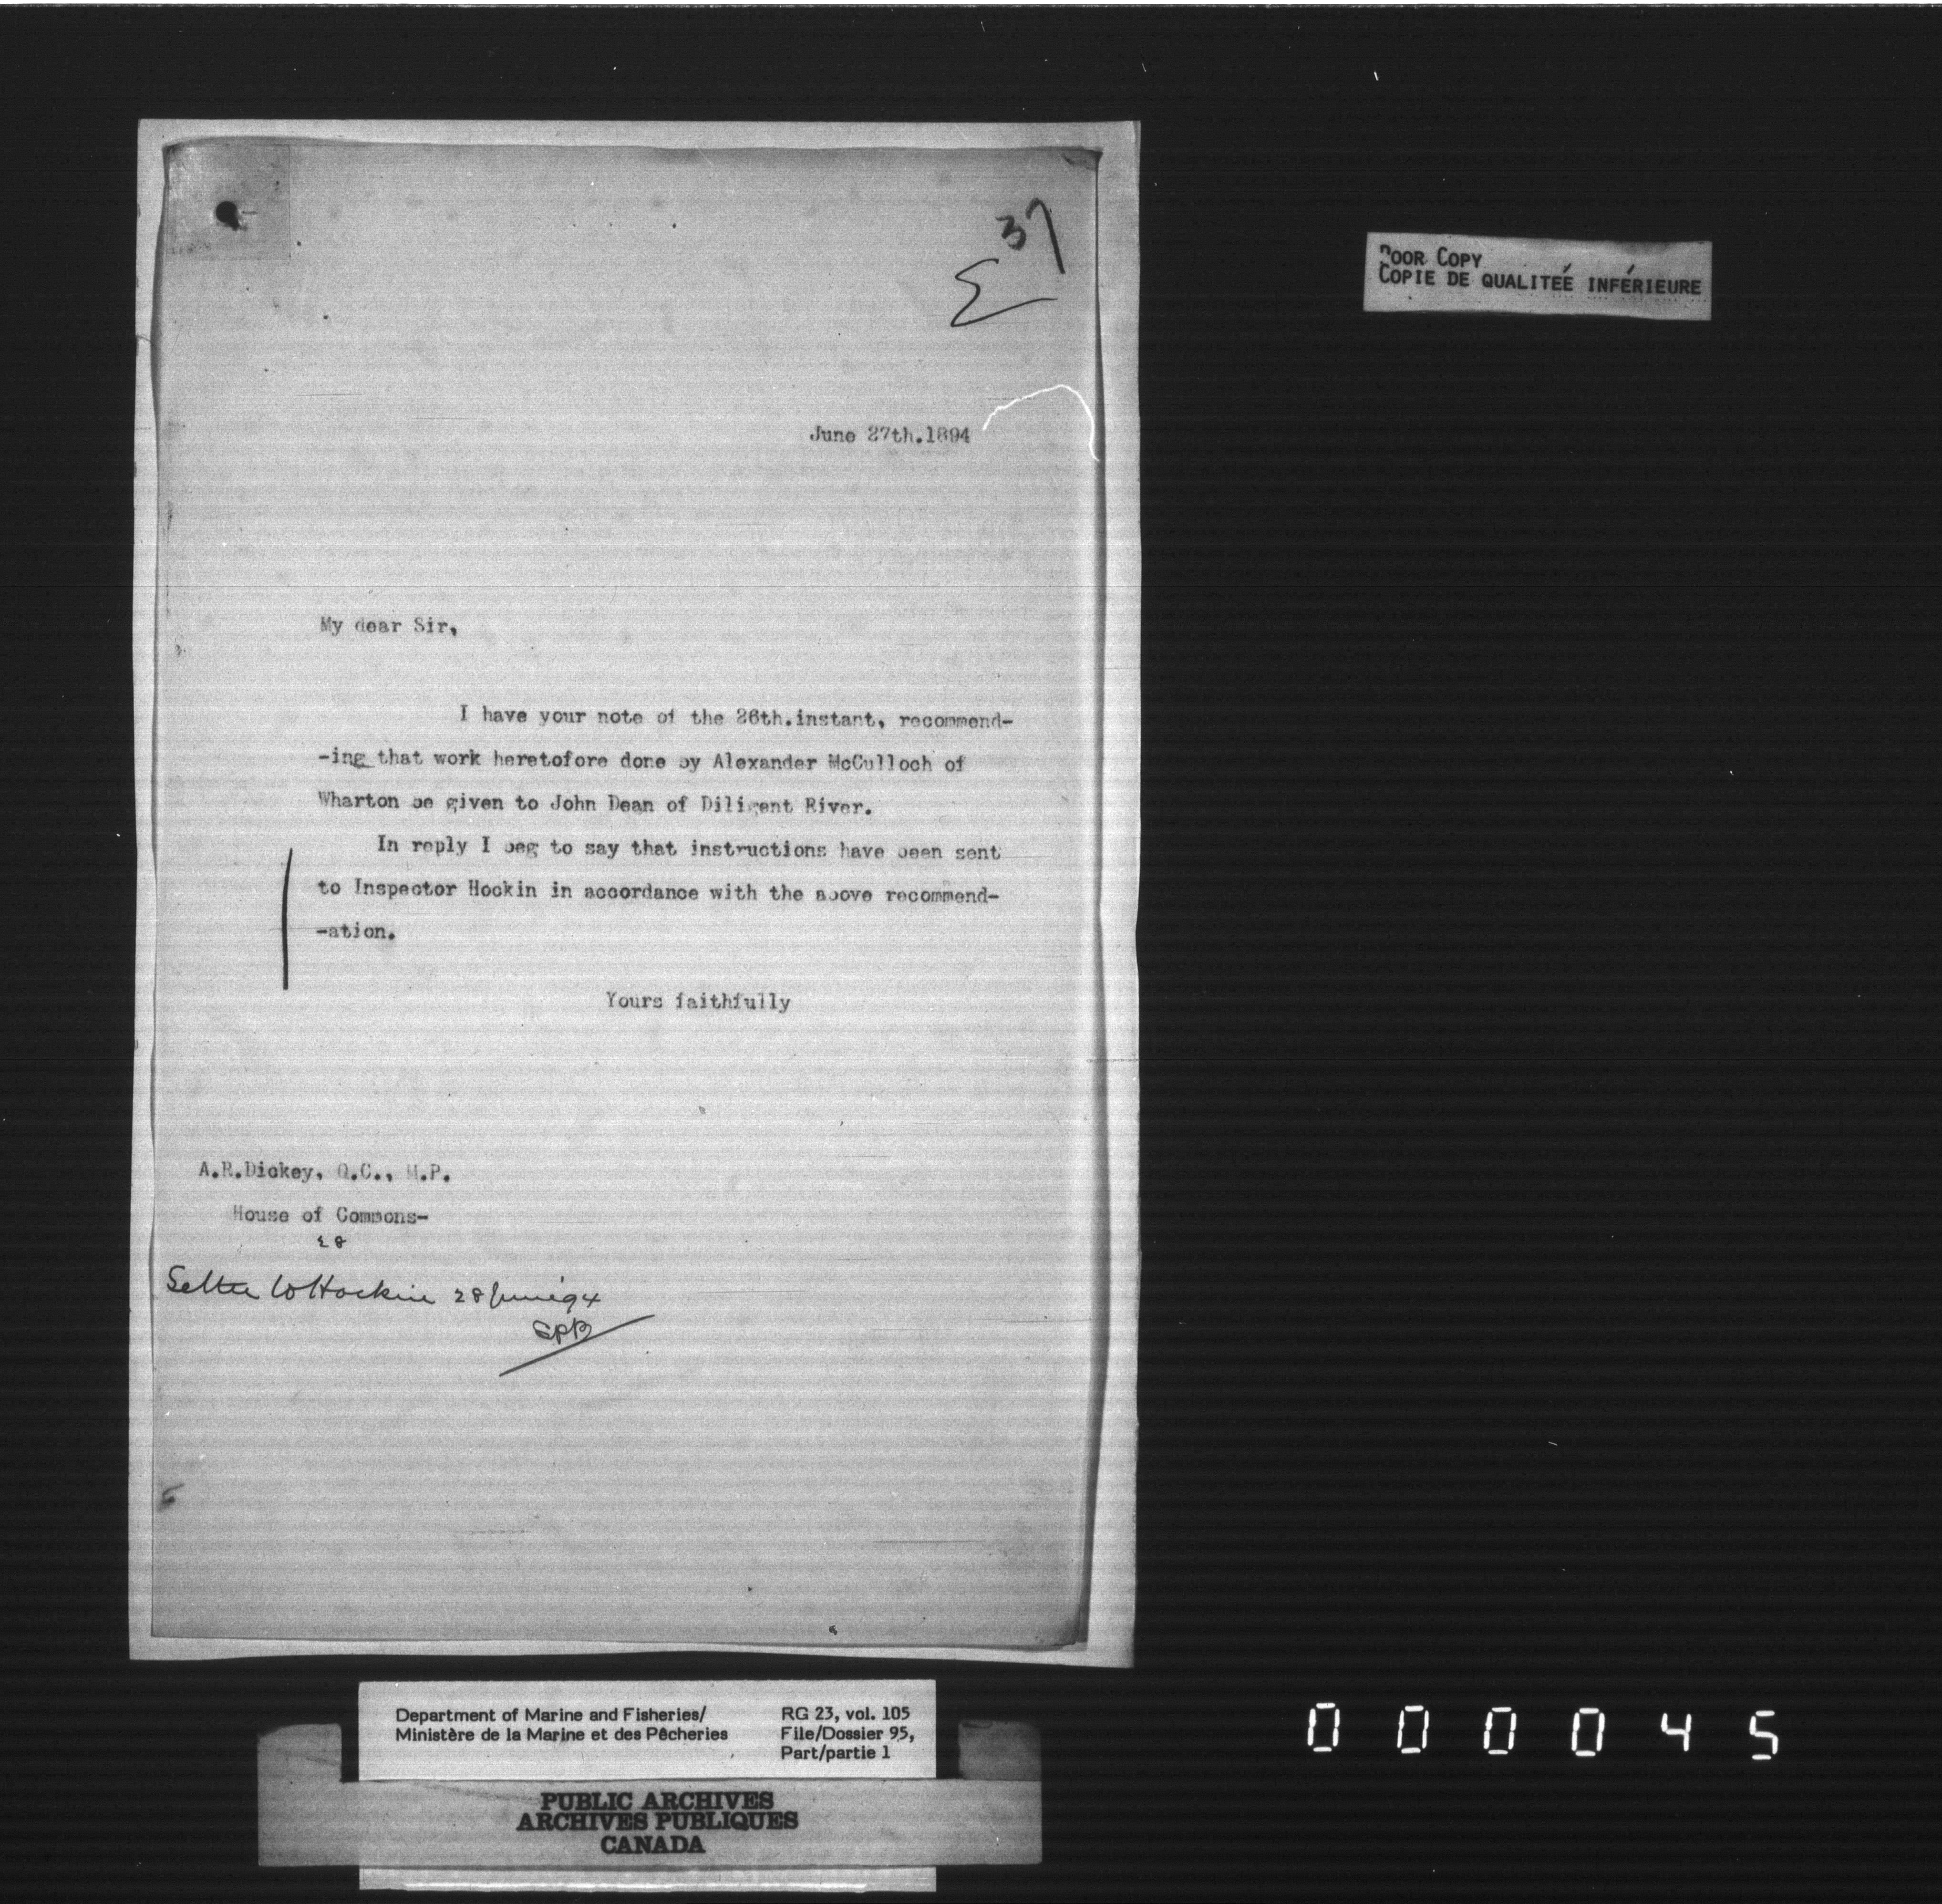 37
POOR COPY
COPIE DE QUALITÉE INFÉRIEURE
June 27th.1894
My dear Sir,
I have your note of the 26th.instant, recommend-
-ing that work heretofore done by Alexander McCulloch of
Wharton be given to John Dean of Diligent River.
In reply I beg to say that instructions have been sent
to Inspector Hockin in accordance with the above recommend-
-ation.
Yours faithfully
A.R.Dickey, Q.C., M.P.
House of Commons-
Hockin 28 June 94
Department of Marine and Fisheries/
Ministère de la Marine et des Pêcheries
RG 23, vol. 105
File/Dossier 95,
Part/partie 1
PUBLIC ARCHIVES
ARCHIVES PUBLIQUES
CANADA
000045